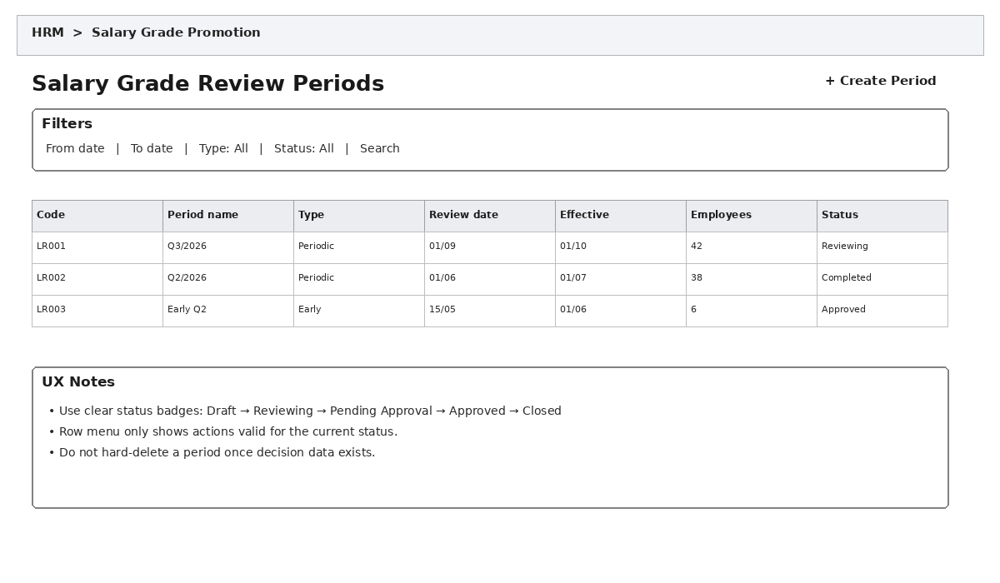 HRM > Salary Grade Promotion
Salary Grade Review Periods
+ Create Period
Filters
From date | To date | Type: All | Status: All | Search
Code Period name Type Review date Effective Employees Status
LR001 Q3/2026 Periodic 01/09 01/10 42 Reviewing
LR002 Q2/2026 Periodic 01/06 01/07 38 Completed
LR003 Early Q2 Early 15/05 01/06 6 Approved
UX Notes
• Use clear status badges: Draft → Reviewing → Pending Approval → Approved → Closed
• Row menu only shows actions valid for the current status.
• Do not hard-delete a period once decision data exists.